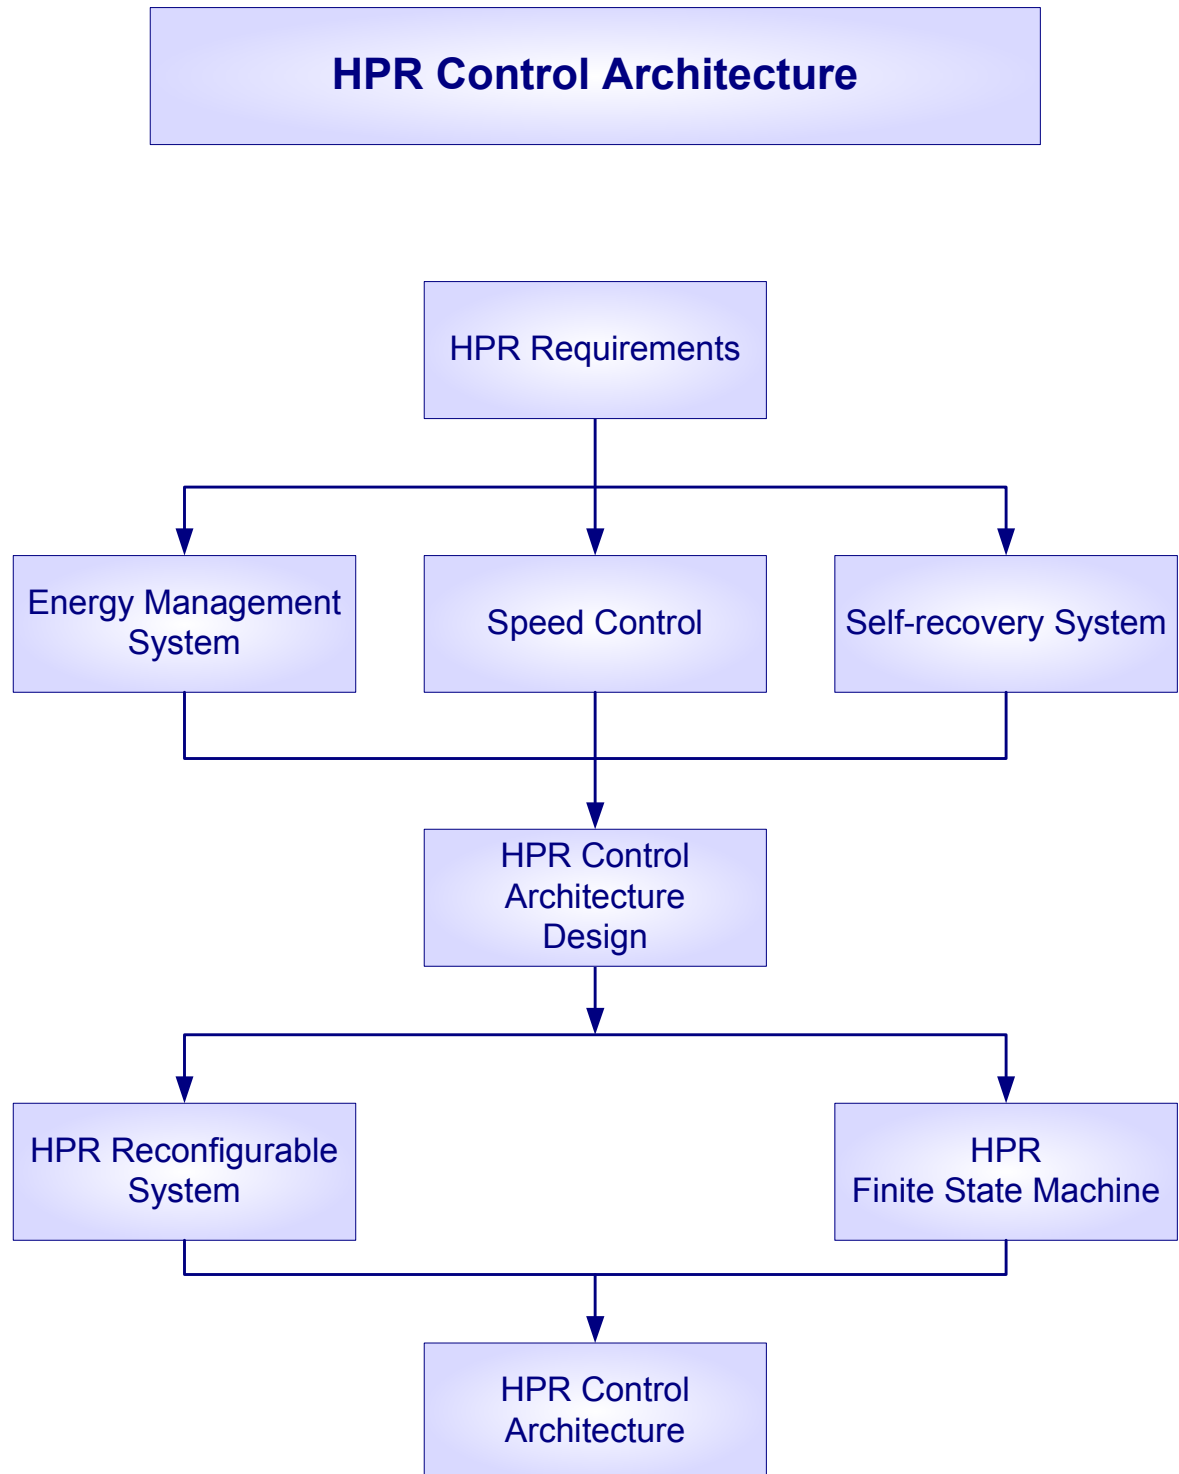 HPR Control Architecture
HPR Requirements
Energy Management
System
Speed Control
Self-recovery System
HPR Control
Architecture
Design
HPR Reconfigurable
System
HPR
Finite State Machine
HPR Control
Architecture